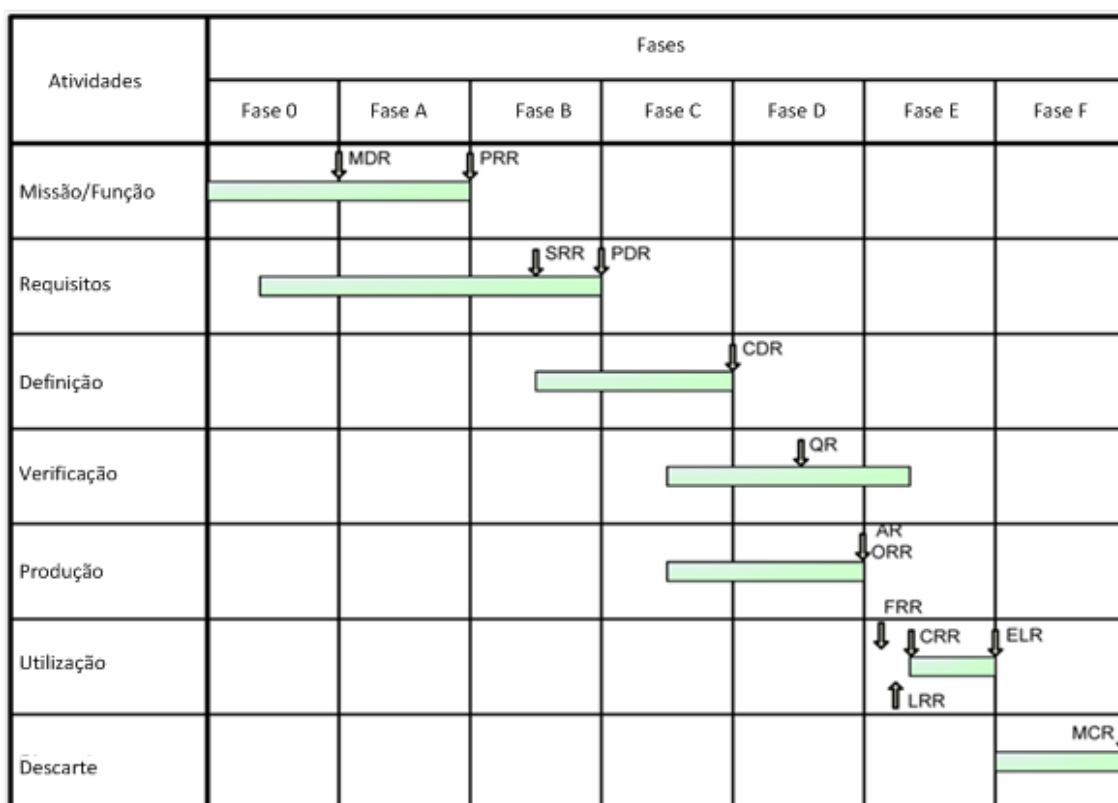 Atividades
Fases
Fase 0
Fase A
Fase B
Fase C
Fase D
Fase E
Fase F
Missão/Função
MDR
PRR
Requisitos
SRR
PDR
Definição
CDR
Verificação
QR
Produção
AR
ORR
Utilização
FRR
CRR
ELR
LRR
Descarte
MCR